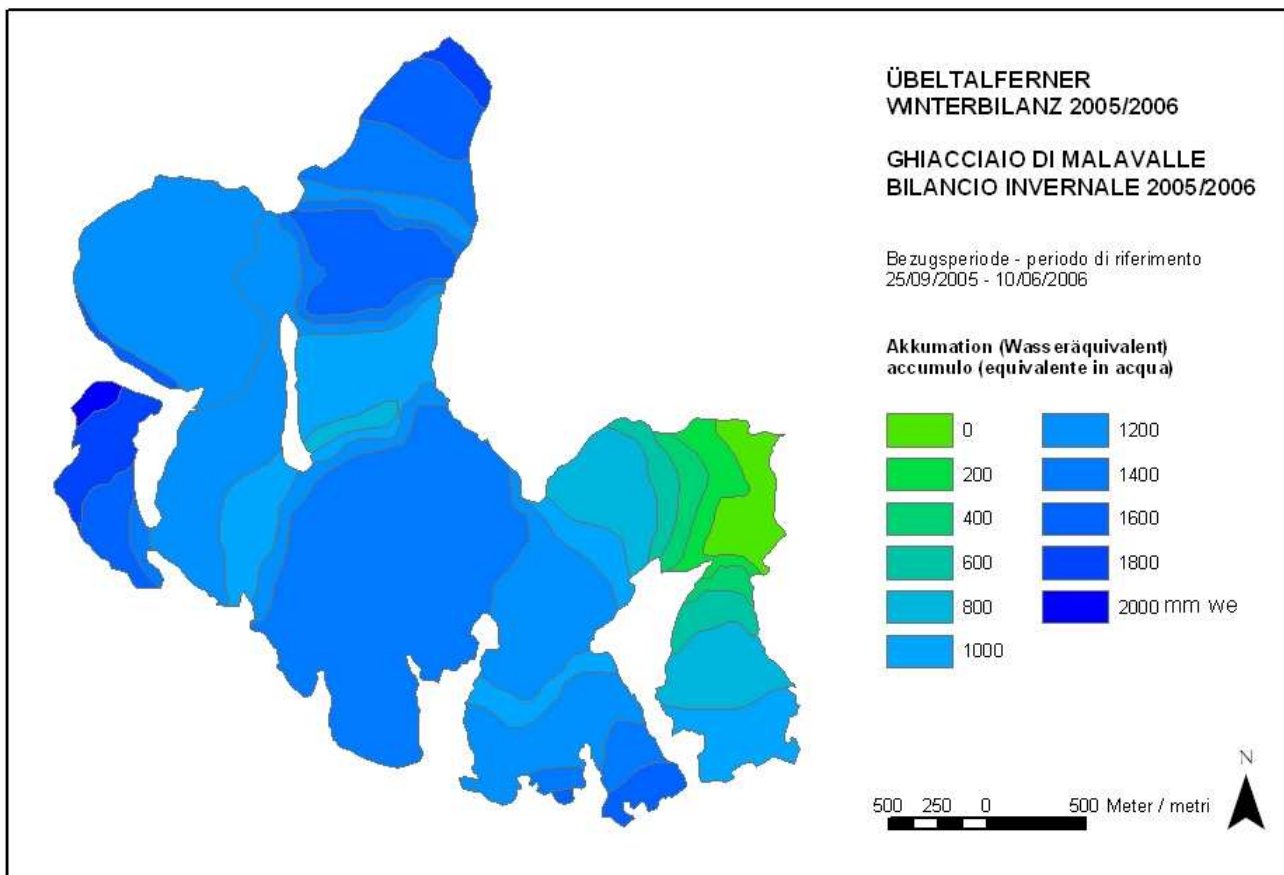 ÜBELTALFERNER
WINTERBILANZ 2005/2006
GHIACCIAIO DI MALAVALLE
BILANCIO INVERNALE 2005/2006
Bezugsperiode - periodo di riferimento
25/09/2005 - 10/06/2006
Akkumation (Wasseräquivalent)
accumulo (equivalente in acqua)
0
200
400
600
800
1000
1200
1400
1600
1800
2000 mm we
N
500 250 0 500 Meter / metri